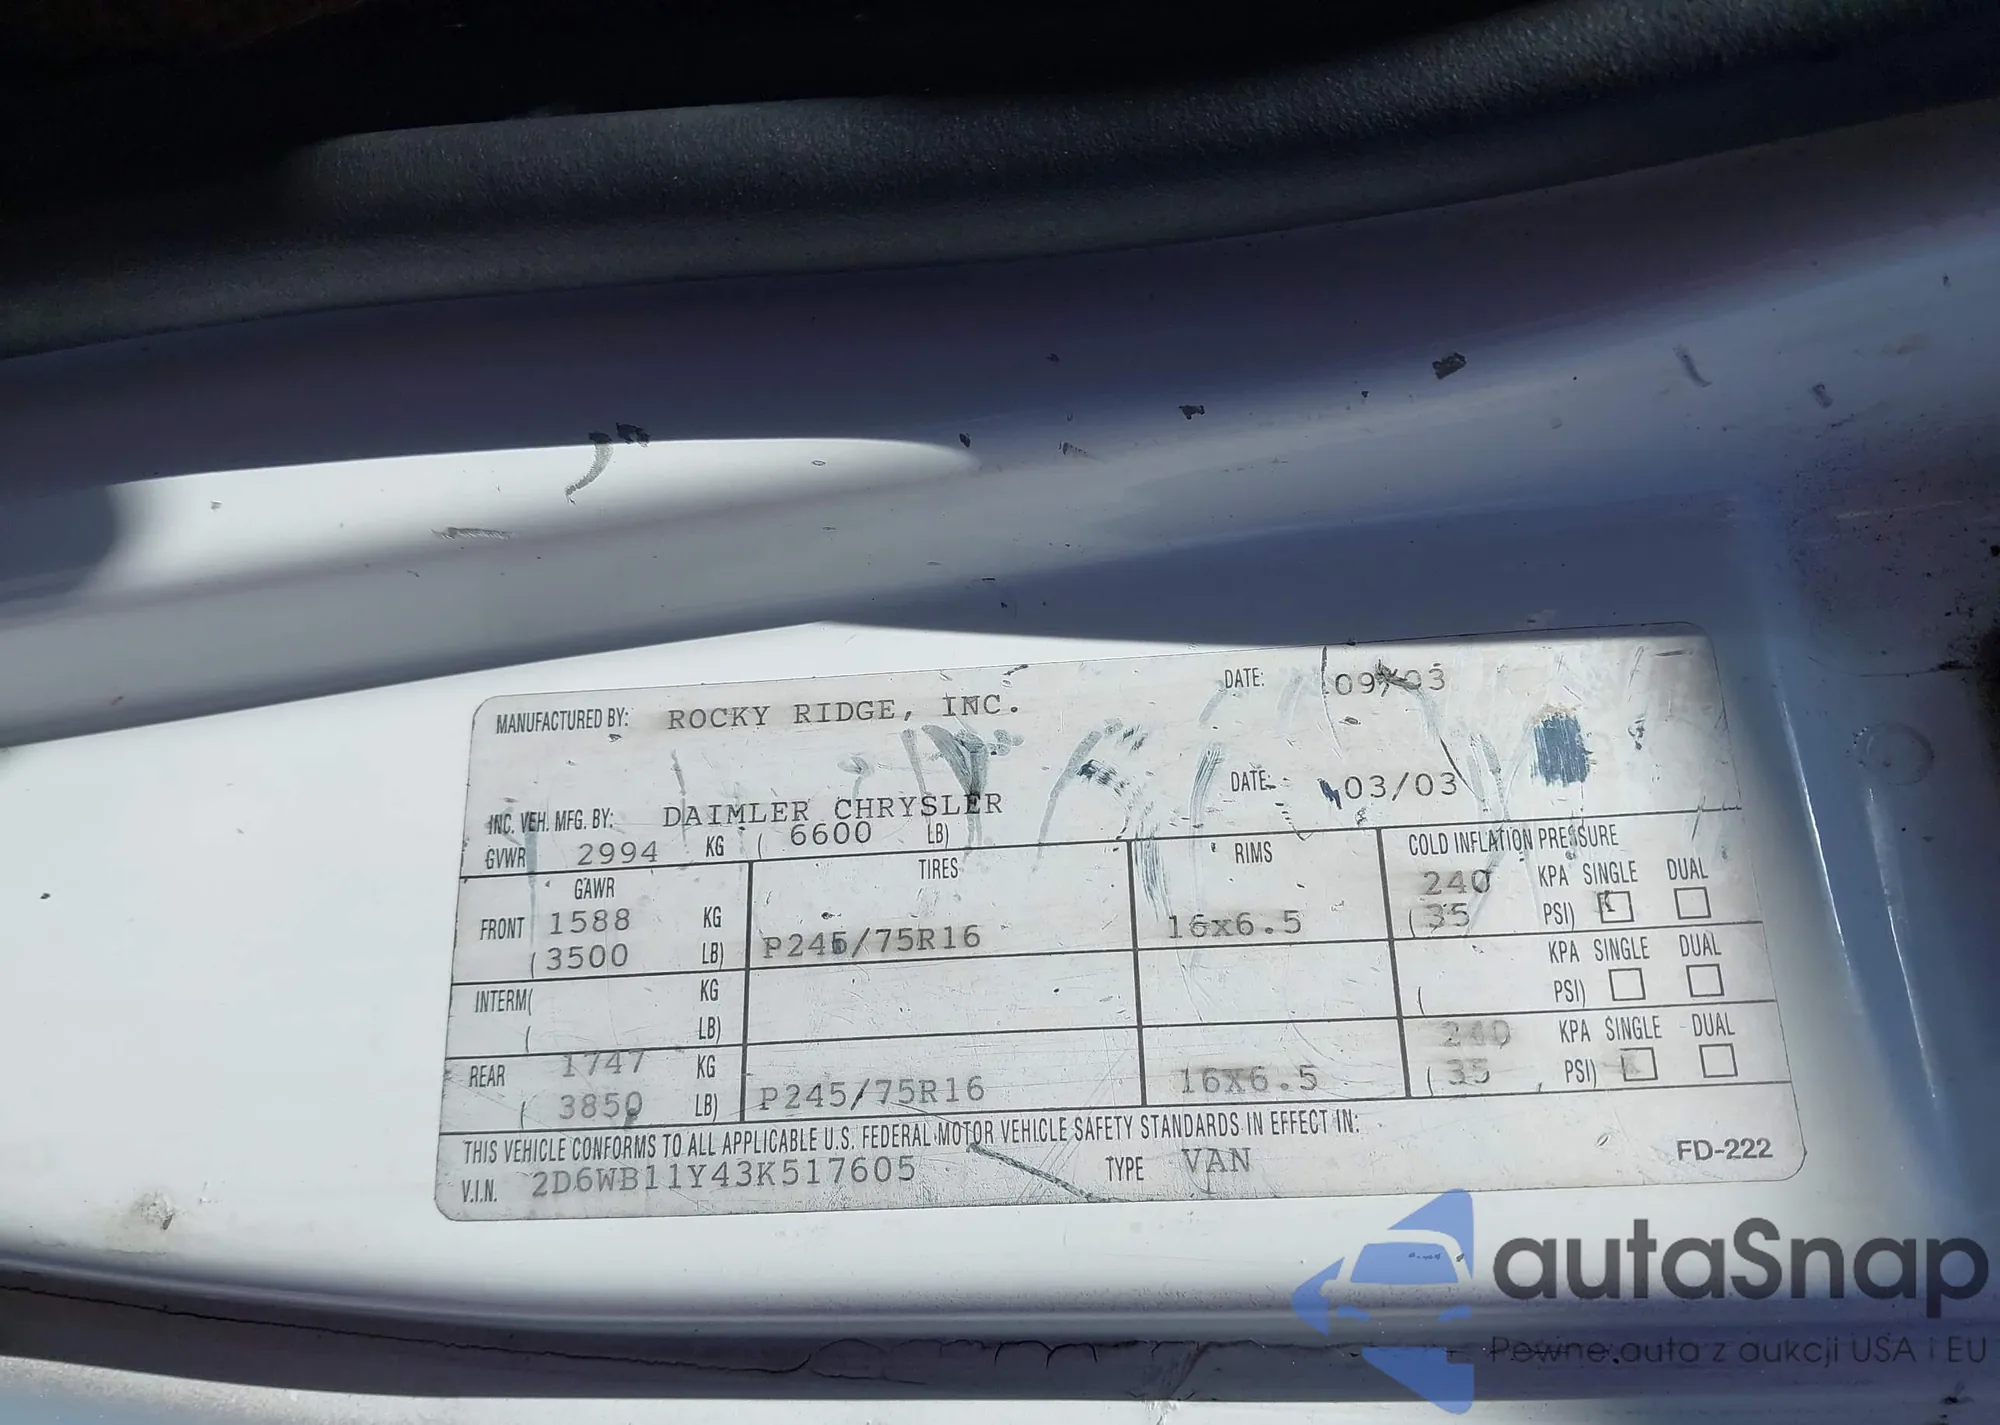 MANUFACTURED BY: ROCKY RIDGE, INC. DATE: 09/03
INC. VEH. MFG. BY: DAIMLER CHRYSLER DATE: 03/03
GVWR 2994 KG ( 6600 LB)
GAWR TIRES RIMS COLD INFLATION PRESSURE
FRONT 1588 KG P245/75R16 16x6.5 240 KPA SINGLE DUAL
(3500 LB) (35 PSI) X
INTERM( KG KPA SINGLE DUAL
( LB) ( PSI)
REAR 1747 KG P245/75R16 16X6.5 240 KPA SINGLE DUAL
( 3850 LB) ( 35 PSI) X
THIS VEHICLE CONFORMS TO ALL APPLICABLE U.S. FEDERAL MOTOR VEHICLE SAFETY STANDARDS IN EFFECT IN:
V.I.N. 2D6WB11Y43K517605 TYPE VAN FD-222
autaSnap
Pewne auta z aukcji USA i EU